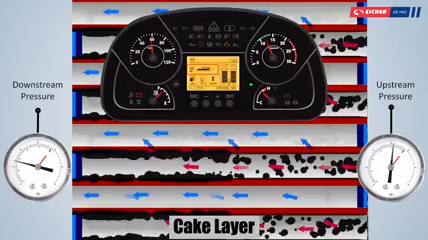 EICHER
GO PRO
Downstream
Pressure
Upstream
Pressure
Cake Layer